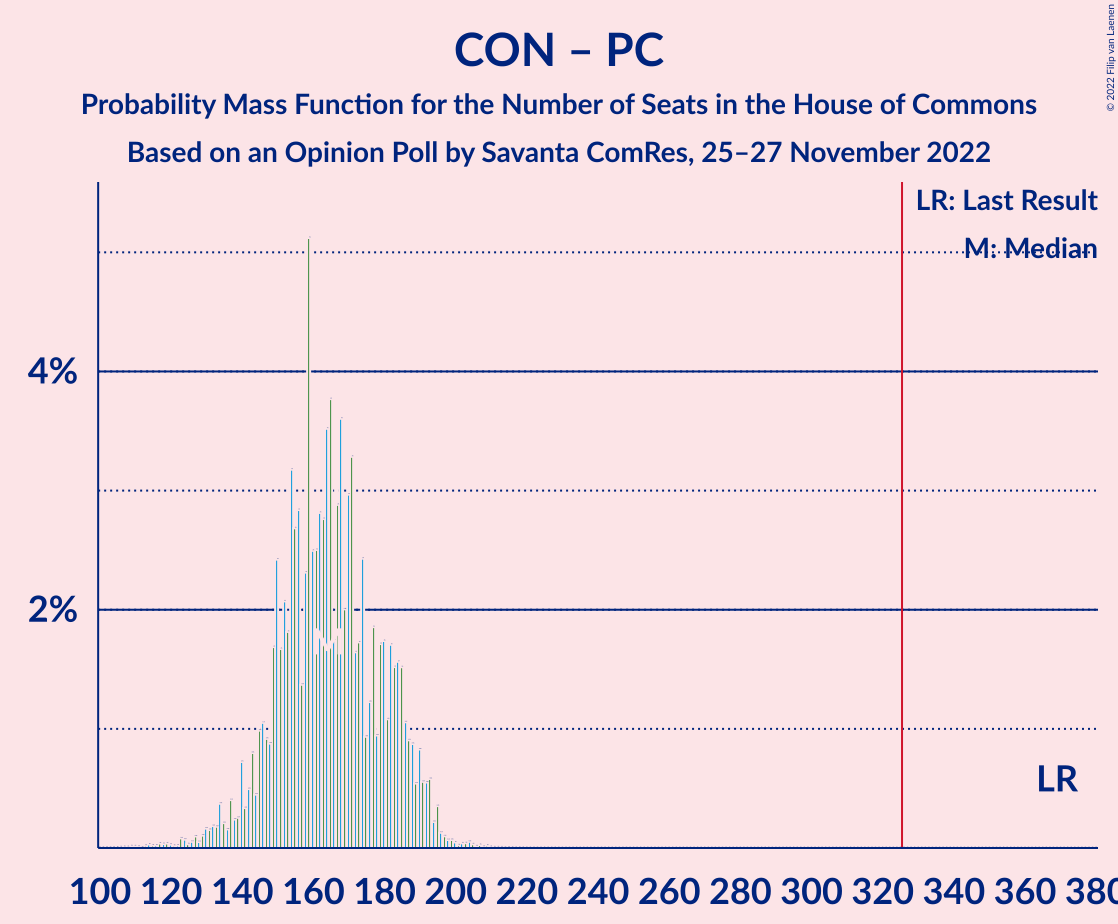 CON – PC
Probability Mass Function for the Number of Seats in the House of Commons
Based on an Opinion Poll by Savanta ComRes, 25–27 November 2022
© 2022 Filip van Laenen
LR: Last Result
M: Median
4%
2%
LR
100 120 140 160 180 200 220 240 260 280 300 320 340 360 380